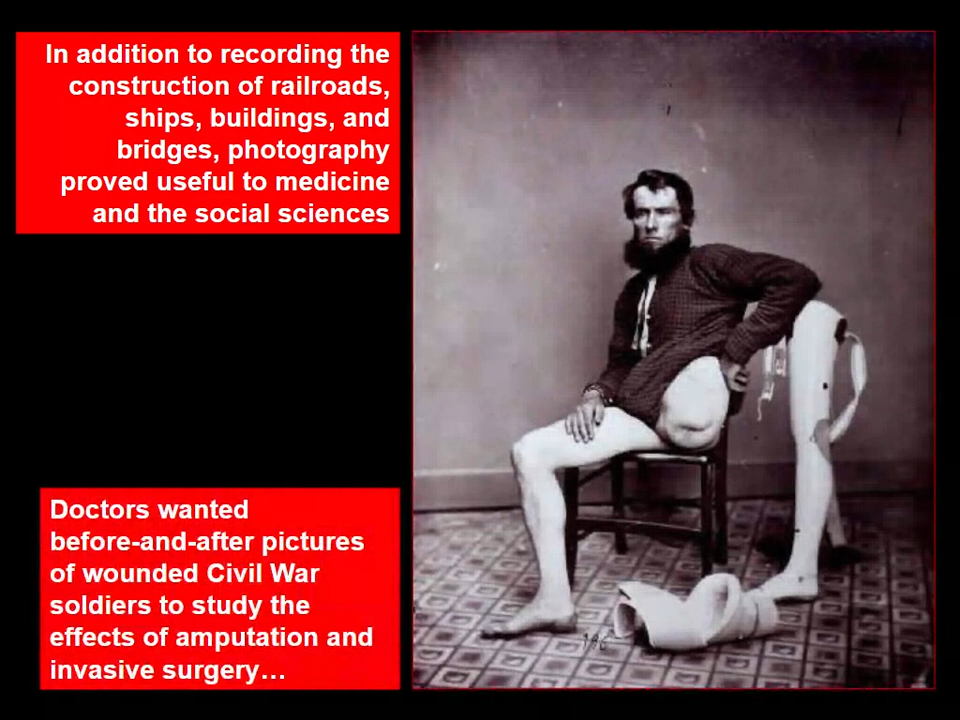 In addition to recording the
construction of railroads,
ships, buildings, and
bridges, photography
proved useful to medicine
and the social sciences
Doctors wanted
before-and-after pictures
of wounded Civil War
soldiers to study the
effects of amputation and
invasive surgery…